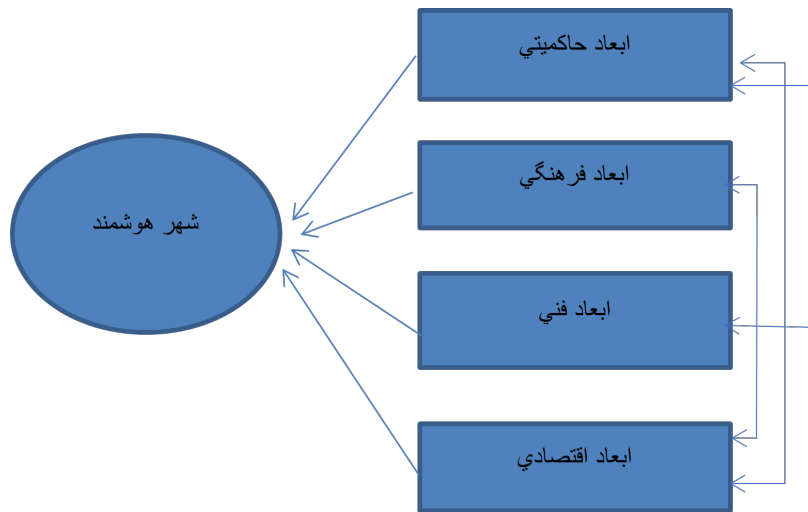 ابعاد حاكميتي
ابعاد فرهنگي
شهر هوشمند
ابعاد فني
ابعاد اقتصادي